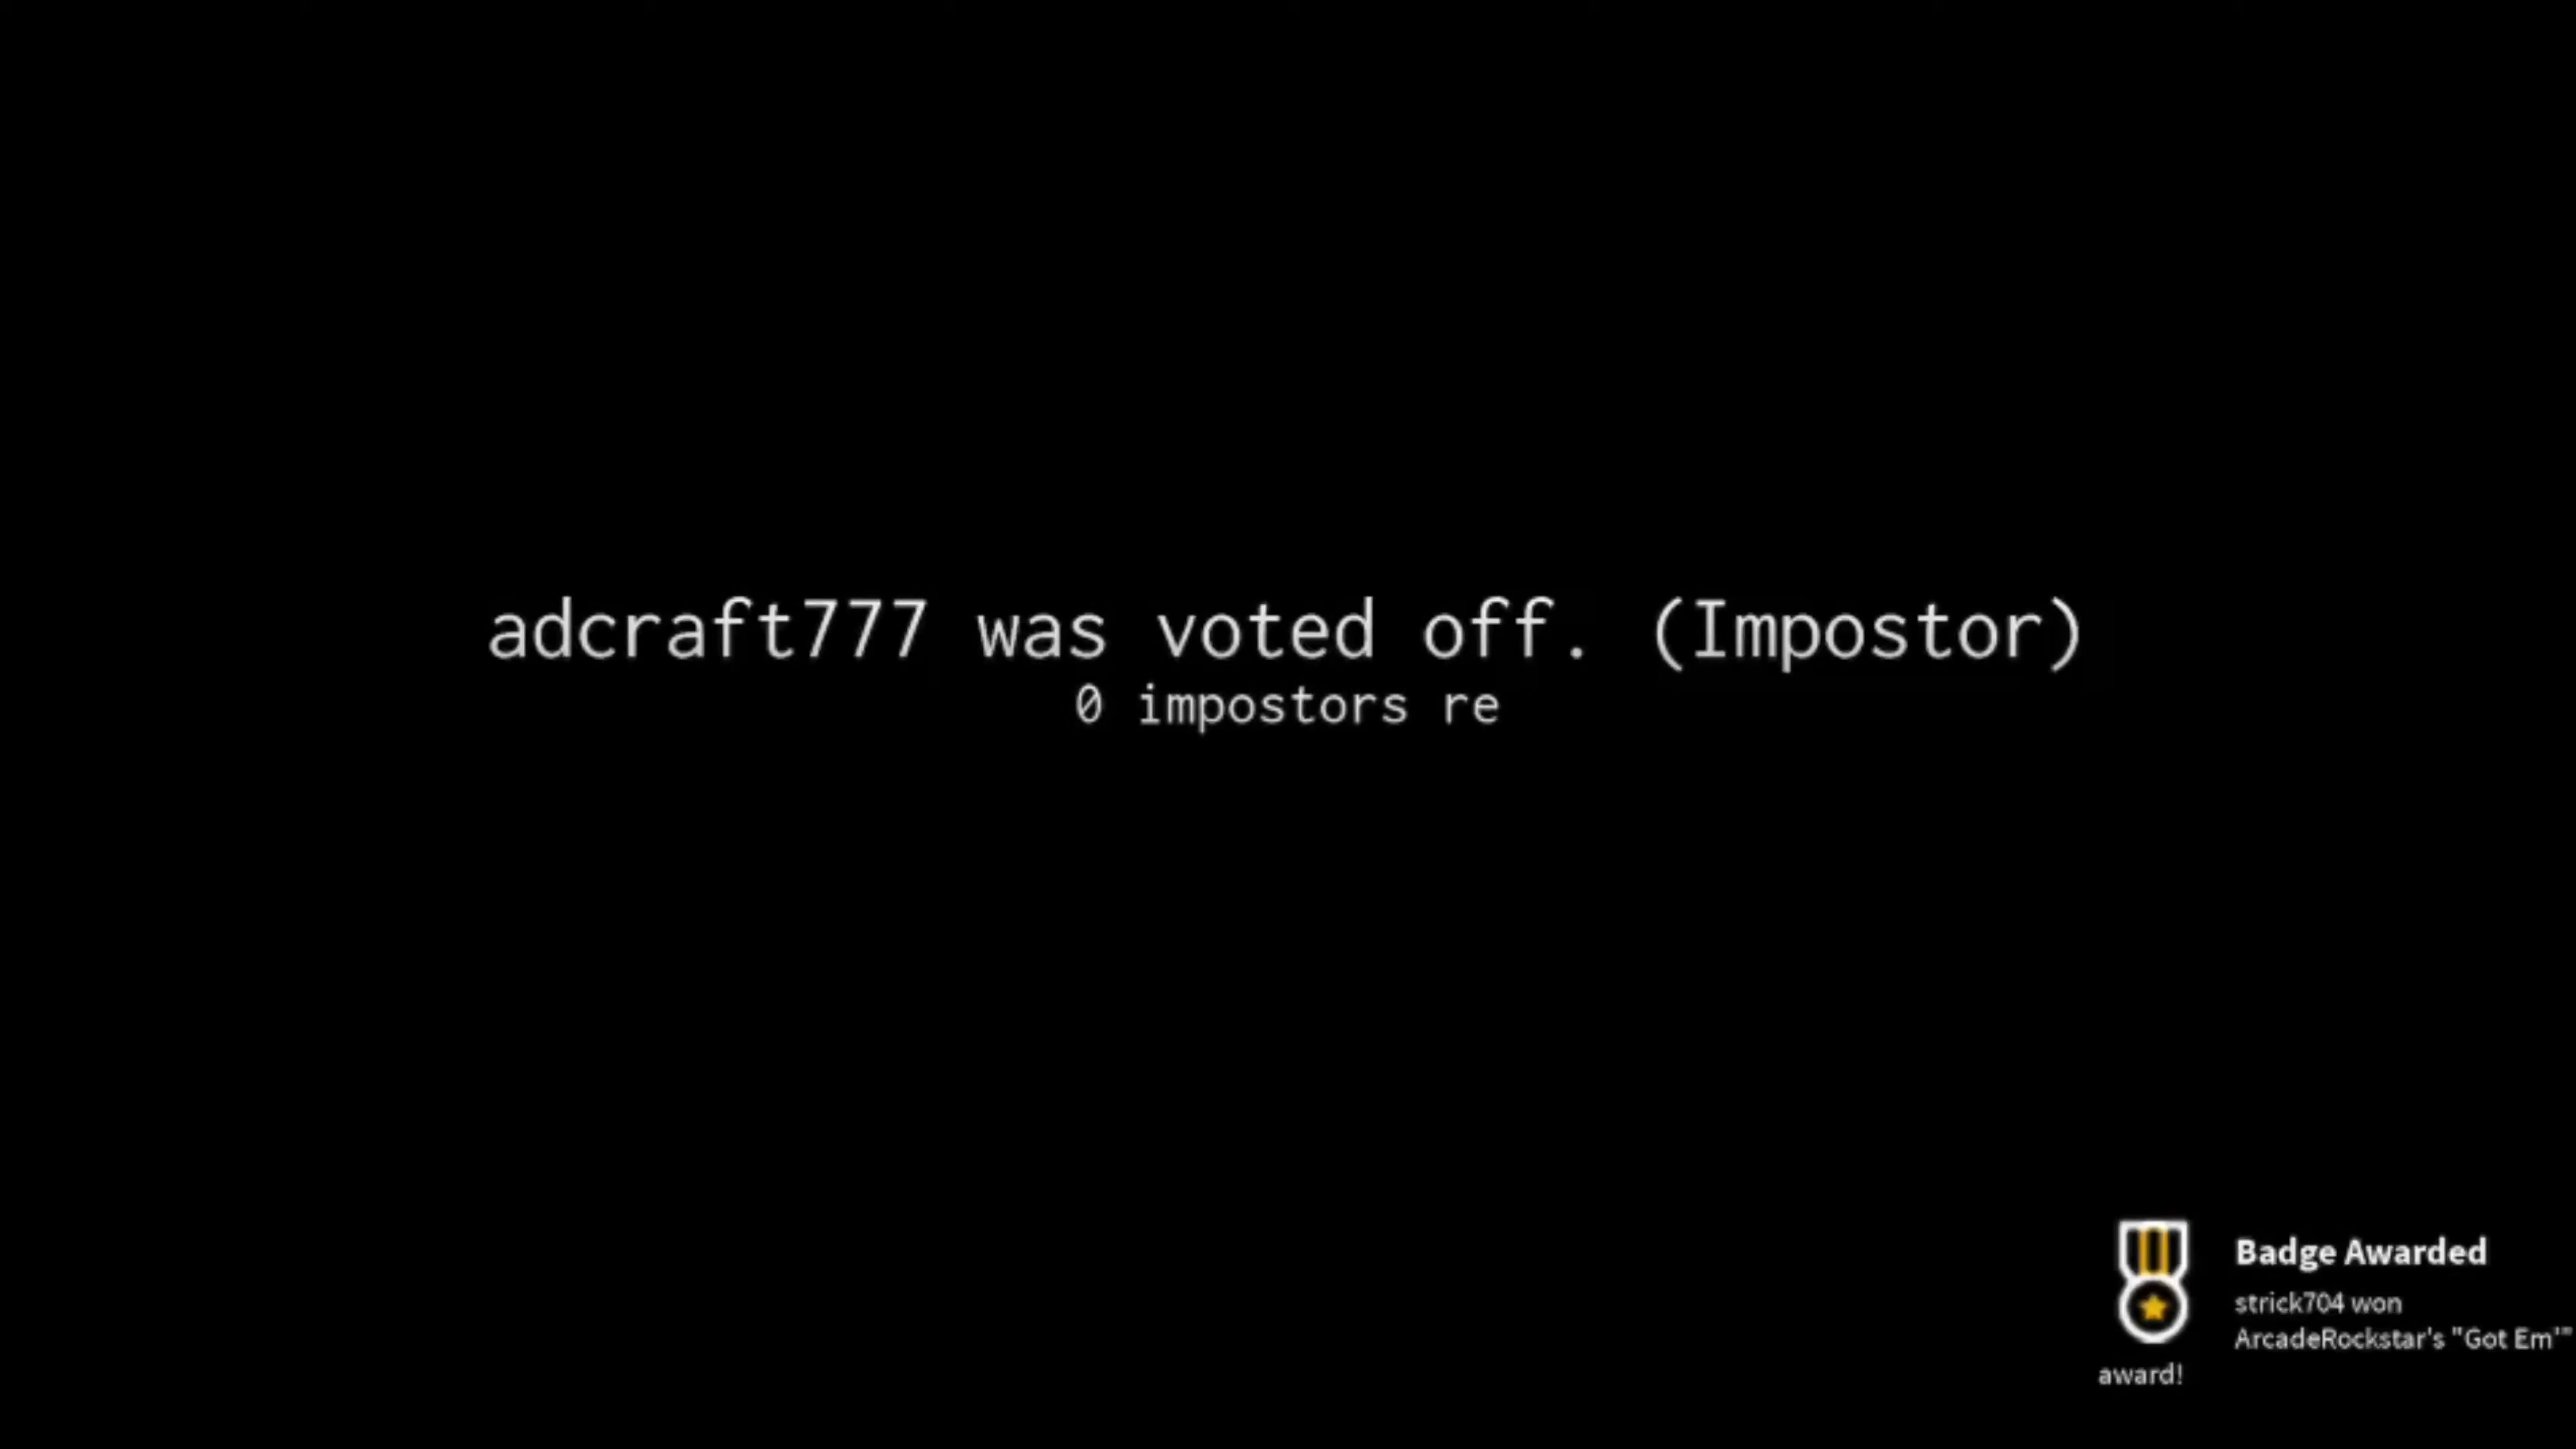 adcraft777 was voted off. (Impostor)
0 impostors re
Badge Awarded
strick704 won
ArcadeRockstar's "Got Em'"
award!